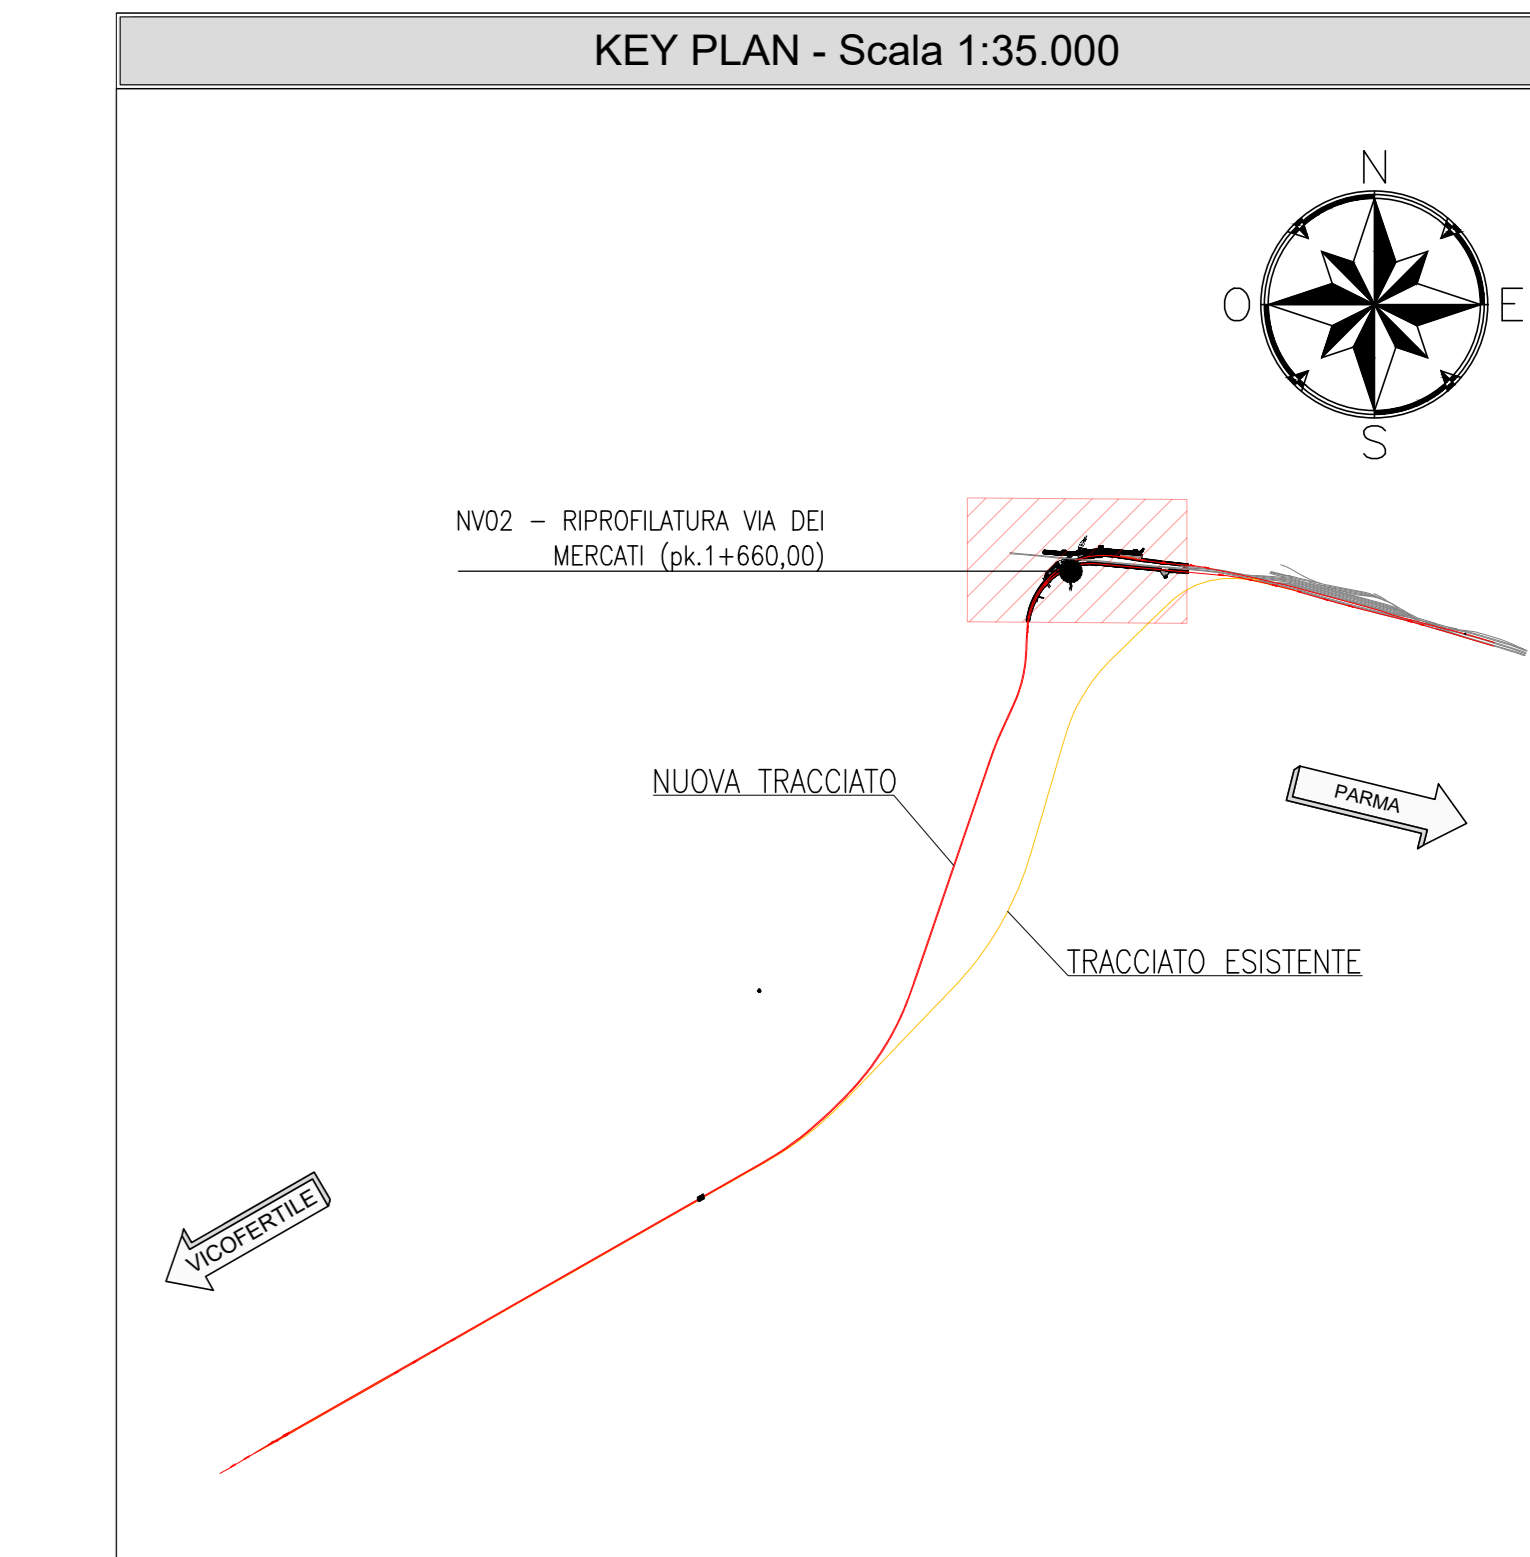 KEY PLAN - Scala 1:35.000
N
O
E
S
NV02 – RIPROFILATURA VIA DEI
MERCATI (pk.1+660,00)
NUOVA TRACCIATO
PARMA
TRACCIATO ESISTENTE
VICOFERTILE